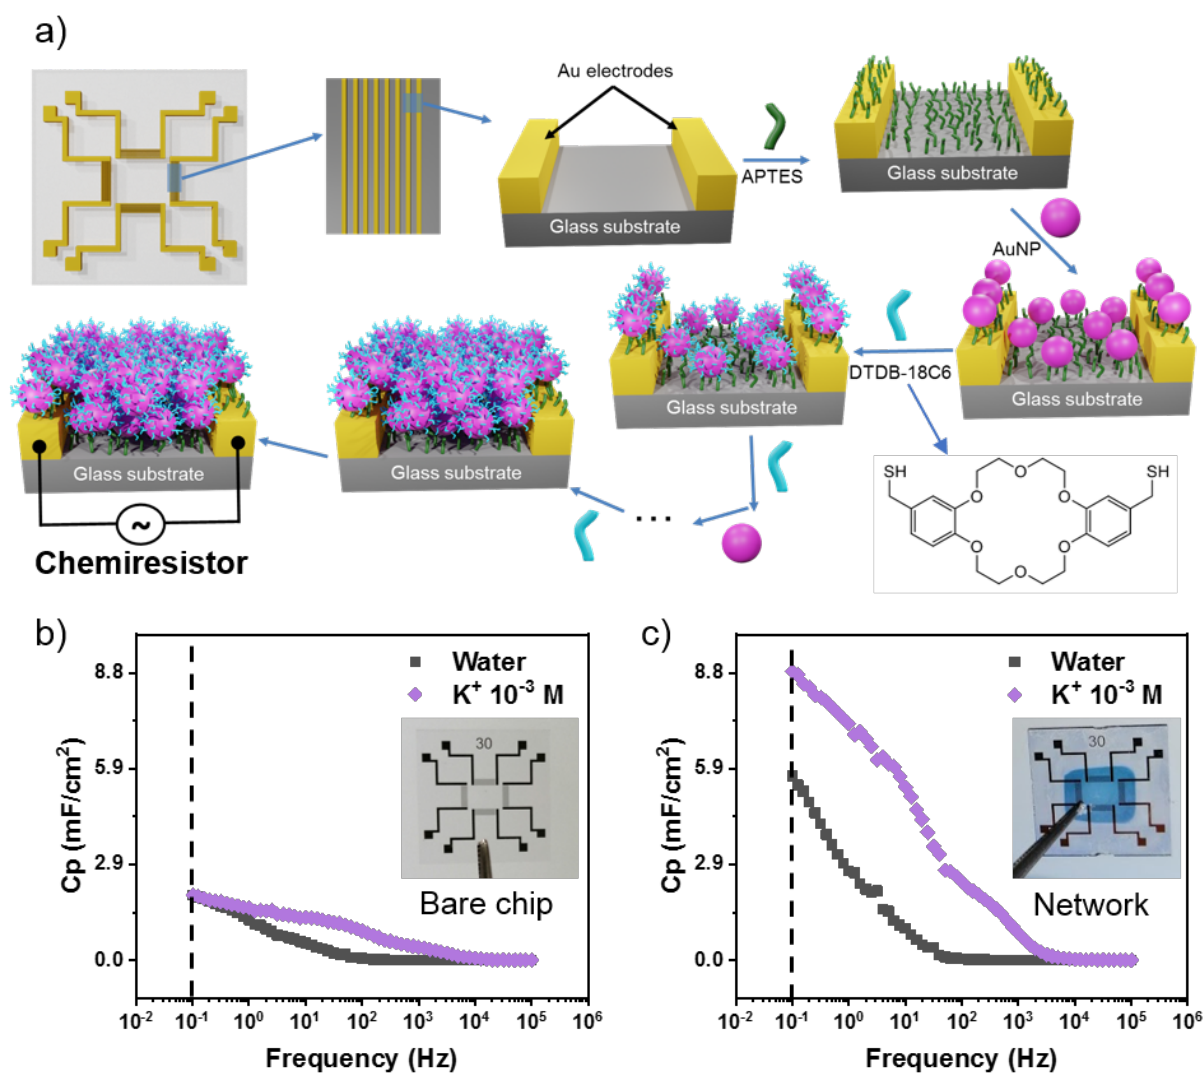 a)
Au electrodes
APTES
Glass substrate
Glass substrate
AuNP
DTDB-18C6
Glass substrate
Glass substrate
Glass substrate
Glass substrate
~
Chemiresistor
...
SH
SH
O
O
O
O
O
O
b)
Water
K⁺ 10⁻³ M
30
Bare chip
8.8
5.9
2.9
0.0
Cp (mF/cm²)
10⁻² 10⁻¹ 10⁰ 10¹ 10² 10³ 10⁴ 10⁵ 10⁶
Frequency (Hz)
c)
Water
K⁺ 10⁻³ M
30
Network
8.8
5.9
2.9
0.0
Cp (mF/cm²)
10⁻² 10⁻¹ 10⁰ 10¹ 10² 10³ 10⁴ 10⁵ 10⁶
Frequency (Hz)